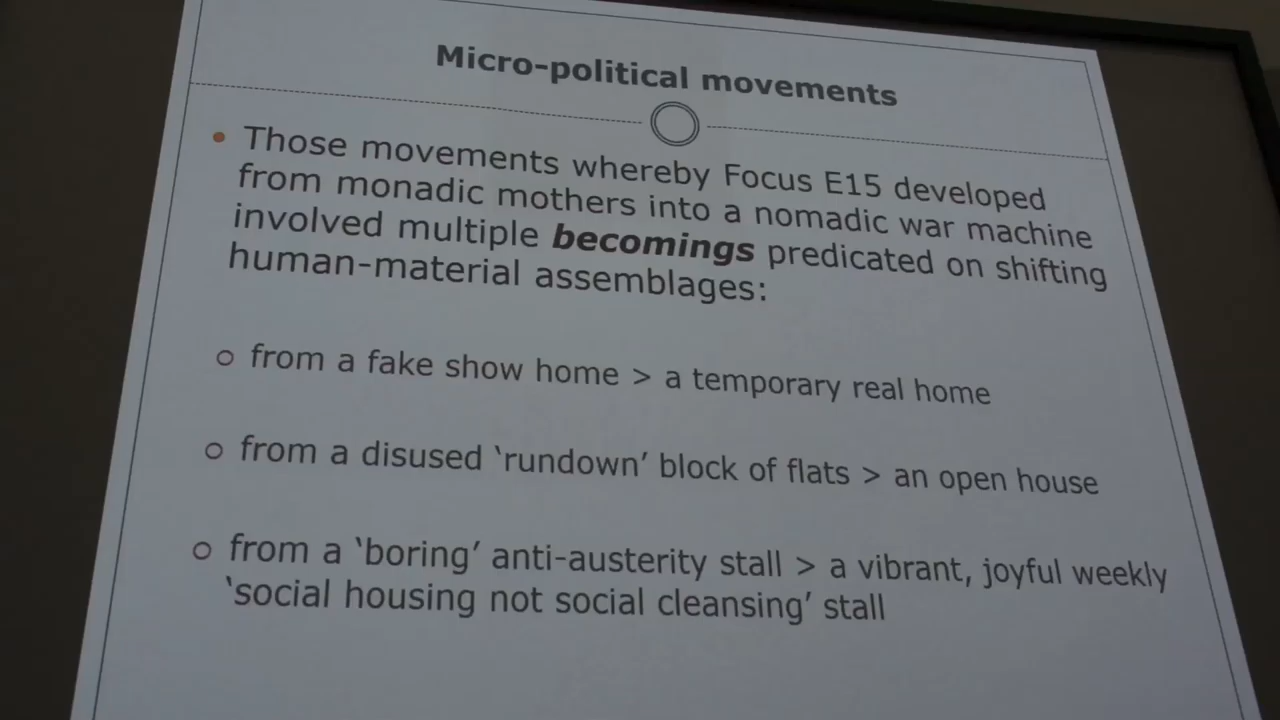 Micro-political movements
Those movements whereby Focus E15 developed
from monadic mothers into a nomadic war machine
involved multiple becomings predicated on shifting
human-material assemblages:
from a fake show home > a temporary real home
from a disused ‘rundown’ block of flats > an open house
from a ‘boring’ anti-austerity stall > a vibrant, joyful weekly
‘social housing not social cleansing’ stall